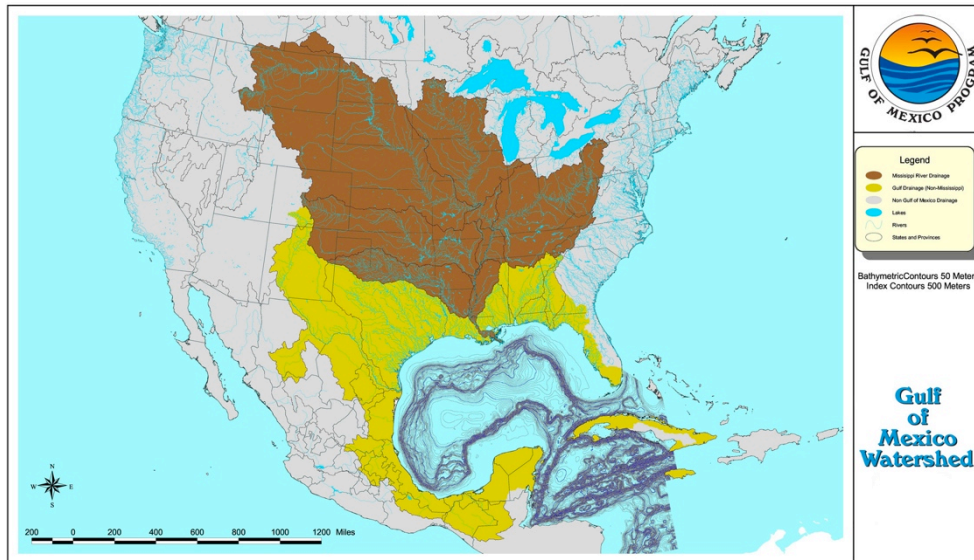 GULF OF MEXICO PROGRAM
Legend
Mississippi River Drainage
Gulf Drainage (Non-Mississippi)
Non Gulf of Mexico Drainage
Lakes
Rivers
States and Provinces
BathymetricContours 50 Meter
Index Contours 500 Meters
Gulf
of
Mexico
Watershed
N
W E
S
200 0 200 400 600 800 1000 1200 Miles